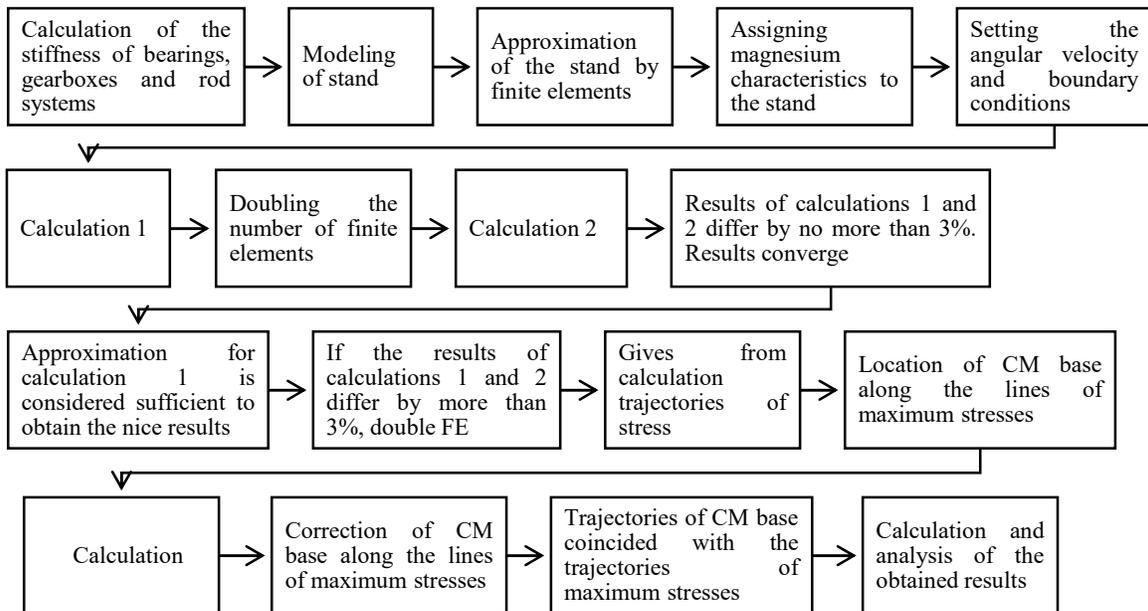 Calculation of the
stiffness of bearings,
gearboxes and rod
systems
Modeling
of stand
Approximation
of the stand by
finite elements
Assigning
magnesium
characteristics to
the stand
Setting the
angular velocity
and boundary
conditions
Calculation 1
Doubling the
number of finite
elements
Calculation 2
Results of calculations 1 and
2 differ by no more than 3%.
Results converge
Approximation for
calculation 1 is
considered sufficient to
obtain the nice results
If the results of
calculations 1 and 2
differ by more than
3%, double FE
Gives from
calculation
trajectories of
stress
Location of CM base
along the lines of
maximum stresses
Calculation
Correction of CM
base along the lines
of maximum stresses
Trajectories of CM base
coincided with the
trajectories of
maximum stresses
Calculation and
analysis of the
obtained results